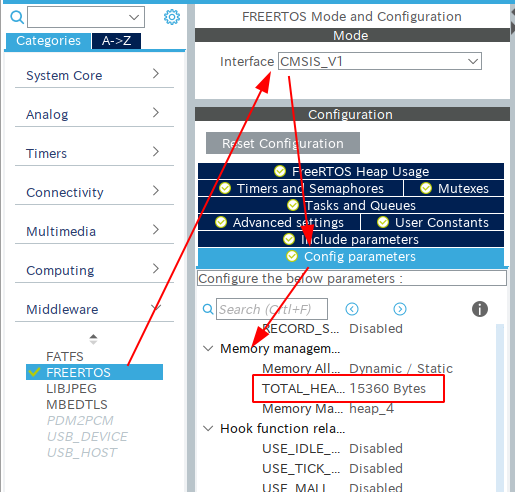 Categories A->Z
System Core
Analog
Timers
Connectivity
Multimedia
Computing
Middleware
FATFS
FREERTOS
LIBJPEG
MBEDTLS
PDM2PCM
USB_DEVICE
USB_HOST
FREERTOS Mode and Configuration
Mode
Interface CMSIS_V1
Configuration
Reset Configuration
FreeRTOS Heap Usage
Timers and Semaphores Mutexes
Tasks and Queues
Advanced settings User Constants
Include parameters
Config parameters
Configure the below parameters :
Search (Crtl+F)
RECORD_S... Disabled
Memory managem...
Memory All... Dynamic / Static
TOTAL_HEA... 15360 Bytes
Memory Ma... heap_4
Hook function rela...
USE_IDLE_... Disabled
USE_TICK_... Disabled
USE_MALL... Disabled